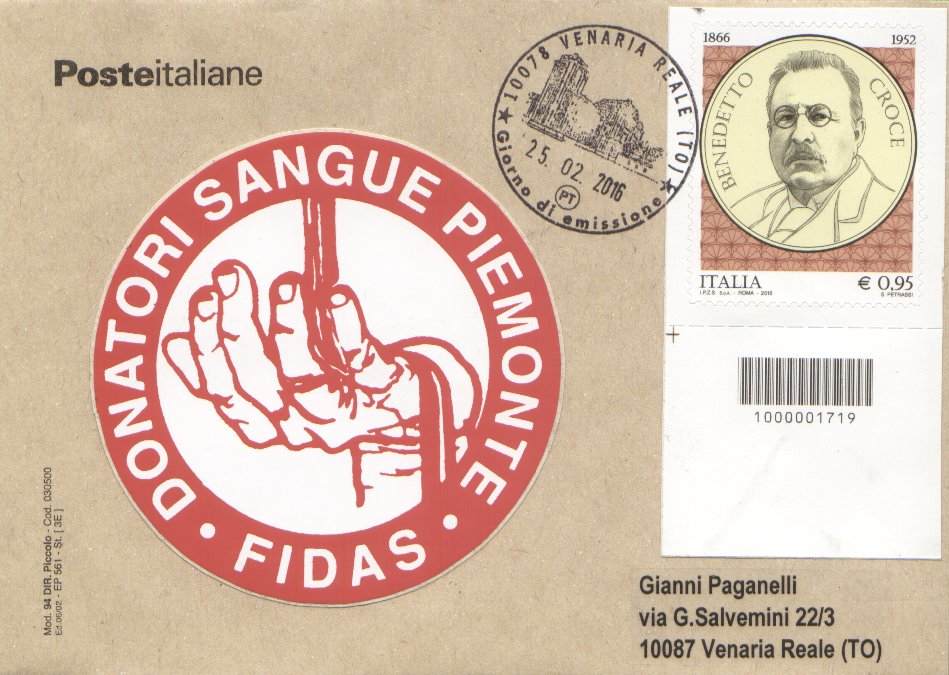 Posteitaliane
★ 10078 VENARIA REALE (TO) ★
25. 02. 2016
PT
Giorno di emissione
1866 1952
BENEDETTO CROCE
ITALIA € 0,95
I.P.Z.S. S.p.A. - ROMA - 2016 S. PETRASSI
1000001719
DONATORI SANGUE PIEMONTE
• FIDAS •
Mod. 94 DIR. Piccolo - Cod. 030500
Ed.06/02 - EP 561 - St. [ 3E ]
Gianni Paganelli
via G.Salvemini 22/3
10087 Venaria Reale (TO)